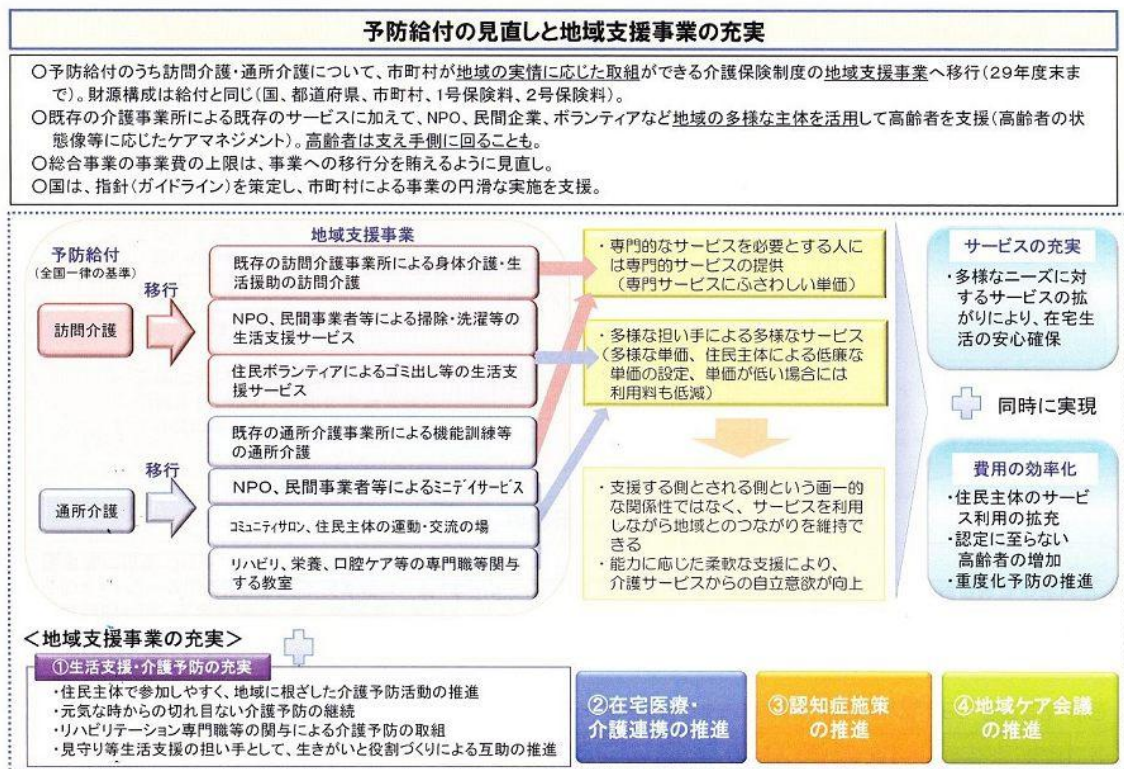 予防給付の見直しと地域支援事業の充実
○予防給付のうち訪問介護・通所介護について、市町村が地域の実情に応じた取組ができる介護保険制度の地域支援事業へ移行(29年度末ま
で)。財源構成は給付と同じ(国、都道府県、市町村、1号保険料、2号保険料)。
○既存の介護事業所による既存のサービスに加えて、NPO、民間企業、ボランティアなど地域の多様な主体を活用して高齢者を支援(高齢者の状
態像等に応じたケアマネジメント)。高齢者は支え手側に回ることも。
○総合事業の事業費の上限は、事業への移行分を賄えるように見直し。
○国は、指針(ガイドライン)を策定し、市町村による事業の円滑な実施を支援。
予防給付
(全国一律の基準)
地域支援事業
移行
訪問介護
既存の訪問介護事業所による身体介護・生
活援助の訪問介護
NPO、民間事業者等による掃除・洗濯等の
生活支援サービス
住民ボランティアによるゴミ出し等の生活支
援サービス
移行
通所介護
既存の通所介護事業所による機能訓練等
の通所介護
NPO、民間事業者等によるミニデイサービス
コミュニティサロン、住民主体の運動・交流の場
リハビリ、栄養、口腔ケア等の専門職等関与
する教室
・専門的なサービスを必要とする人に
は専門的サービスの提供
(専門サービスにふさわしい単価)
・多様な担い手による多様なサービス
(多様な単価、住民主体による低廉な
単価の設定、単価が低い場合には
利用料も低減)
・支援する側とされる側という画一的
な関係性ではなく、サービスを利用
しながら地域とのつながりを維持で
きる
・能力に応じた柔軟な支援により、
介護サービスからの自立意欲が向上
サービスの充実
・多様なニーズに対
するサービスの拡
がりにより、在宅生
活の安心確保
同時に実現
費用の効率化
・住民主体のサービ
ス利用の拡充
・認定に至らない
高齢者の増加
・重度化予防の推進
<地域支援事業の充実>
①生活支援・介護予防の充実
・住民主体で参加しやすく、地域に根ざした介護予防活動の推進
・元気な時からの切れ目ない介護予防の継続
・リハビリテーション専門職等の関与による介護予防の取組
・見守り等生活支援の担い手として、生きがいと役割づくりによる互助の推進
②在宅医療・
介護連携の推進
③認知症施策
の推進
④地域ケア会議
の推進